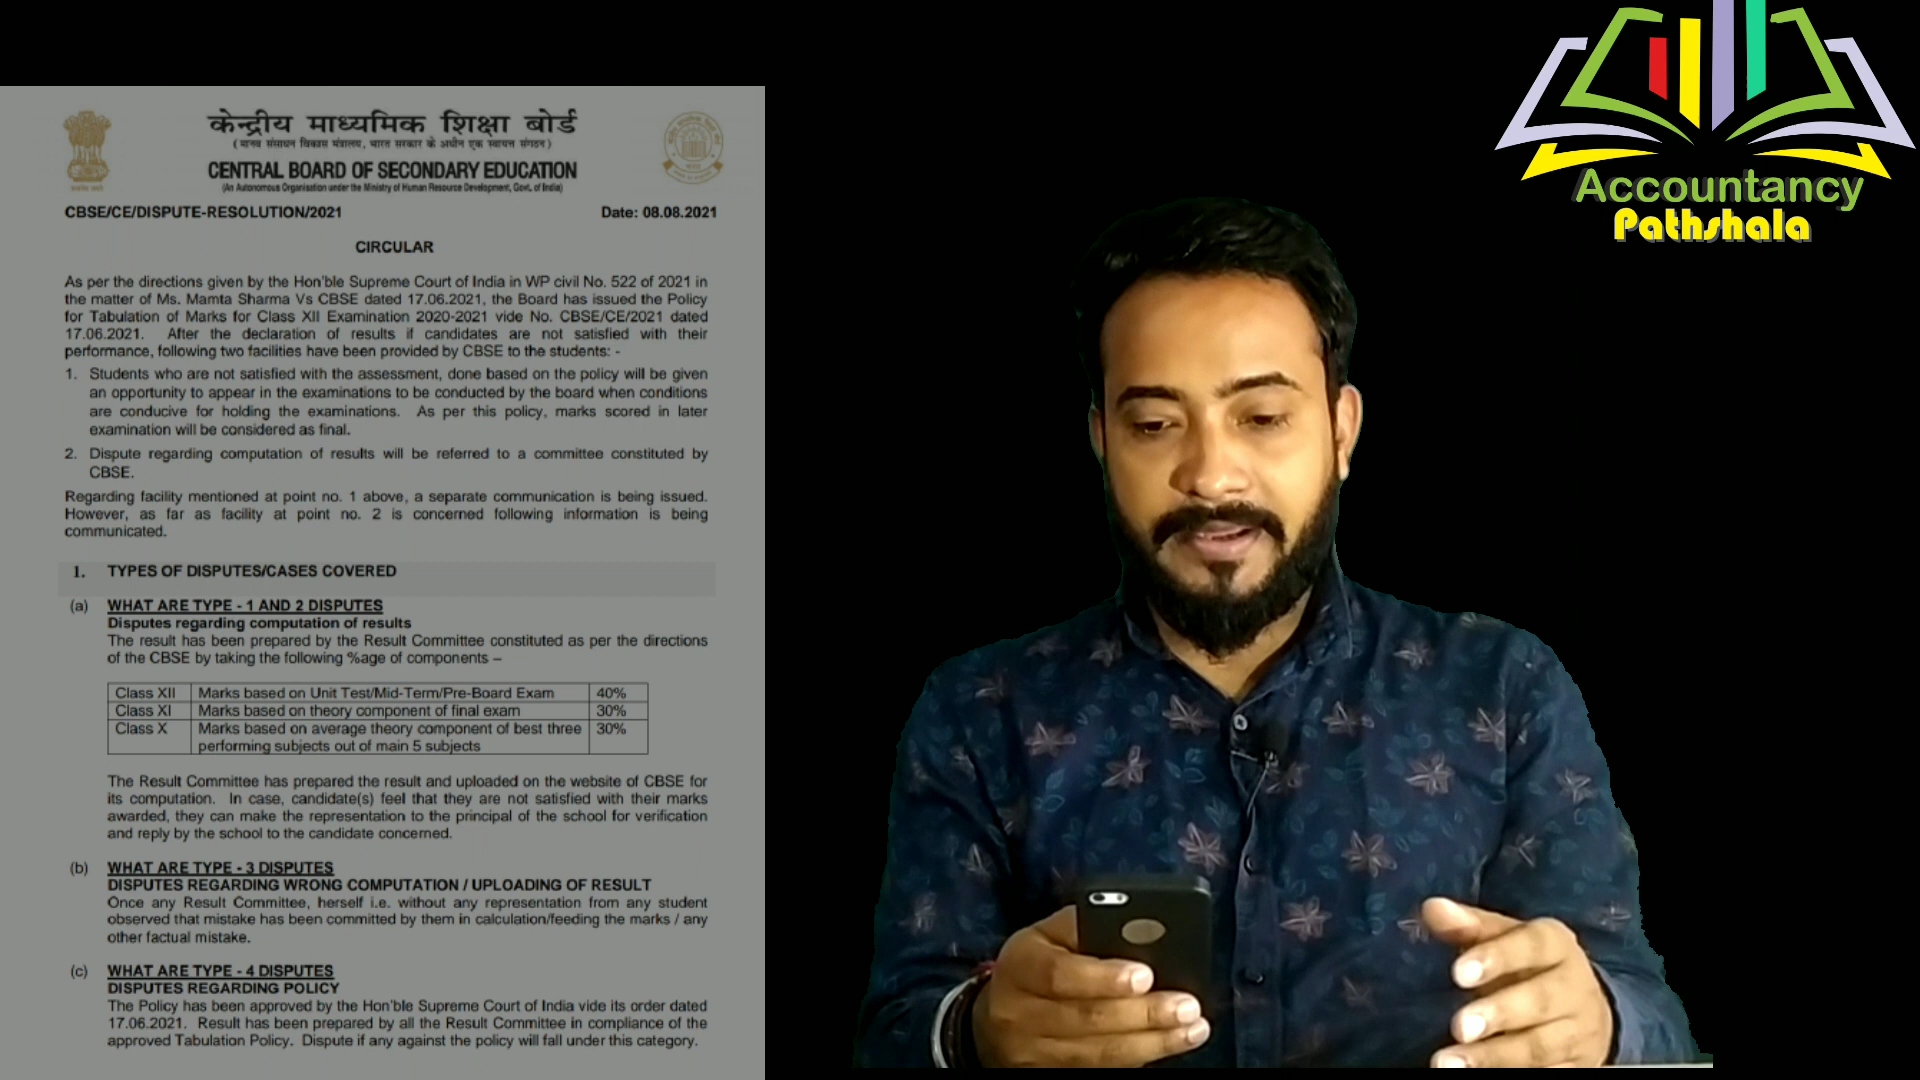 केन्द्रीय माध्यमिक शिक्षा बोर्ड
(मानव संसाधन विकास मंत्रालय, भारत सरकार के अधीन एक स्वायत्त संगठन)
CENTRAL BOARD OF SECONDARY EDUCATION
(An Autonomous Organisation under the Ministry of Human Resource Development, Govt. of India)
CBSE/CE/DISPUTE-RESOLUTION/2021 Date: 08.08.2021
CIRCULAR
As per the directions given by the Hon'ble Supreme Court of India in WP civil No. 522 of 2021 in
the matter of Ms. Mamta Sharma Vs CBSE dated 17.06.2021, the Board has issued the Policy
for Tabulation of Marks for Class XII Examination 2020-2021 vide No. CBSE/CE/2021 dated
17.06.2021. After the declaration of results if candidates are not satisfied with their
performance, following two facilities have been provided by CBSE to the students: -
1. Students who are not satisfied with the assessment, done based on the policy will be given
an opportunity to appear in the examinations to be conducted by the board when conditions
are conducive for holding the examinations. As per this policy, marks scored in later
examination will be considered as final.
2. Dispute regarding computation of results will be referred to a committee constituted by
CBSE.
Regarding facility mentioned at point no. 1 above, a separate communication is being issued.
However, as far as facility at point no. 2 is concerned following information is being
communicated.
1. TYPES OF DISPUTES/CASES COVERED
(a) WHAT ARE TYPE - 1 AND 2 DISPUTES
Disputes regarding computation of results
The result has been prepared by the Result Committee constituted as per the directions
of the CBSE by taking the following %age of components –
Class XII Marks based on Unit Test/Mid-Term/Pre-Board Exam 40%
Class XI Marks based on theory component of final exam 30%
Class X Marks based on average theory component of best three 30%
performing subjects out of main 5 subjects
The Result Committee has prepared the result and uploaded on the website of CBSE for
its computation. In case, candidate(s) feel that they are not satisfied with their marks
awarded, they can make the representation to the principal of the school for verification
and reply by the school to the candidate concerned.
(b) WHAT ARE TYPE - 3 DISPUTES
DISPUTES REGARDING WRONG COMPUTATION / UPLOADING OF RESULT
Once any Result Committee, herself i.e. without any representation from any student
observed that mistake has been committed by them in calculation/feeding the marks / any
other factual mistake.
(c) WHAT ARE TYPE - 4 DISPUTES
DISPUTES REGARDING POLICY
The Policy has been approved by the Hon'ble Supreme Court of India vide its order dated
17.06.2021. Result has been prepared by all the Result Committee in compliance of the
approved Tabulation Policy. Dispute if any against the policy will fall under this category.
Accountancy
Pathshala